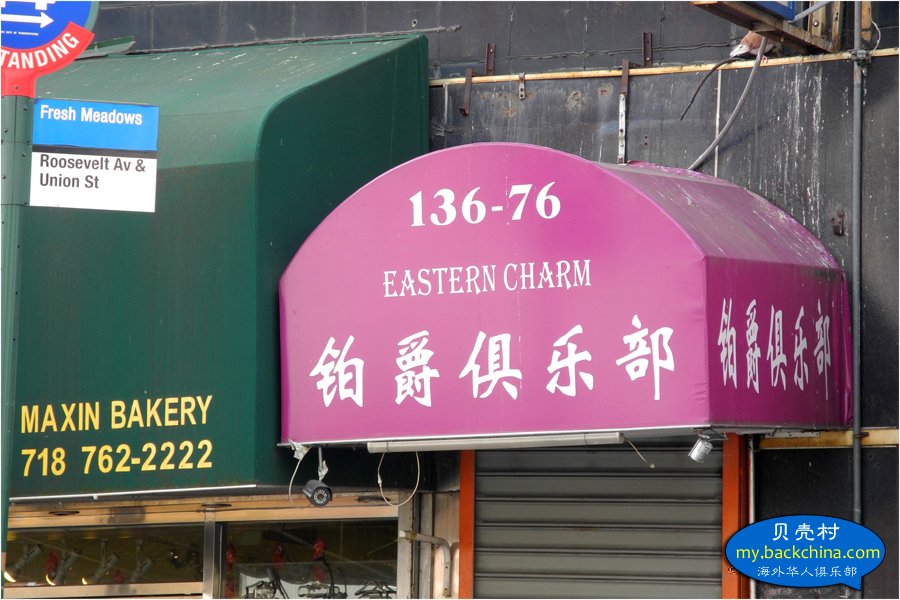 STANDING
Fresh Meadows
Roosevelt Av &
Union St
MAXIN BAKERY
718 762-2222
136-76
EASTERN CHARM
铂爵俱乐部
铂爵俱乐部
贝壳村
my.backchina.com
海外华人俱乐部